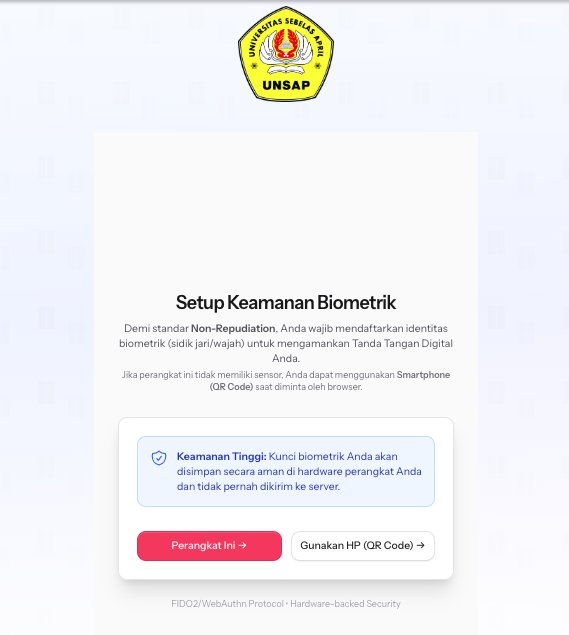 UNIVERSITAS SEBELAS APRIL
UNSAP
Setup Keamanan Biometrik
Demi standar Non-Repudiation, Anda wajib mendaftarkan identitas
biometrik (sidik jari/wajah) untuk mengamankan Tanda Tangan Digital
Anda.
Jika perangkat ini tidak memiliki sensor, Anda dapat menggunakan Smartphone
(QR Code) saat diminta oleh browser.
Keamanan Tinggi: Kunci biometrik Anda akan
disimpan secara aman di hardware perangkat Anda
dan tidak pernah dikirim ke server.
Perangkat Ini →
Gunakan HP (QR Code) →
FIDO2/WebAuthn Protocol • Hardware-backed Security